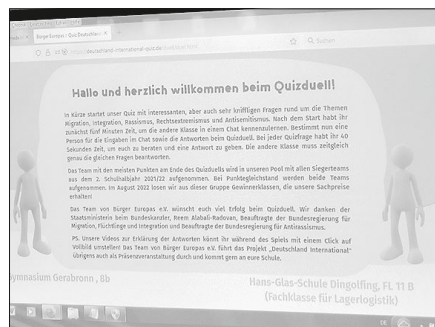 Bürger Europas - Quiz Deutschland
Suchen
Hallo und herzlich willkommen beim Quizduell!
In Kürze startet unser Quiz mit interessanten, aber auch sehr kniffligen Fragen rund um die Themen
Migration, Integration, Rassismus, Rechtsextremismus und Antisemitismus. Nach dem Start habt ihr
zunächst fünf Minuten Zeit, um die andere Klasse in einem Chat kennenzulernen. Bestimmt nun eine
Person für die Eingaben im Chat sowie die Antworten beim Quizduell. Bei jeder Quizfrage habt ihr 40
Sekunden Zeit, um euch zu beraten und eine Antwort zu geben. Die andere Klasse muss zeitgleich
genau die gleichen Fragen beantworten.
Das Team mit den meisten Punkten am Ende des Quizduells wird in unseren Pool mit allen Siegerteams
aus dem 2. Schulhalbjahr 2021/22 aufgenommen. Bei Punktegleichstand werden beide Teams
aufgenommen. Im August 2022 losen wir aus dieser Gruppe Gewinnerklassen, die unsere Sachpreise
erhalten!
Das Team von Bürger Europas e.V. wünscht euch viel Erfolg beim Quizduell. Wir danken der
Staatsministerin beim Bundeskanzler, Reem Alabali-Radovan, Beauftragte der Bundesregierung für
Migration, Flüchtlinge und Integration und Beauftragte der Bundesregierung für Antirassismus.
PS. Unsere Videos zur Erklärung der Antworten könnt ihr während des Spiels mit einem Click auf
Vollbild umstellen! Das Team von Bürger Europas e.V. führt das Projekt „Deutschland International"
übrigens auch als Präsenzveranstaltung durch und kommt gern an eure Schule.
ymnasium Gerabronn , 8b
Hans-Glas-Schule Dingolfing, FL 11 B
(Fachklasse für Lagerlogistik)
DE